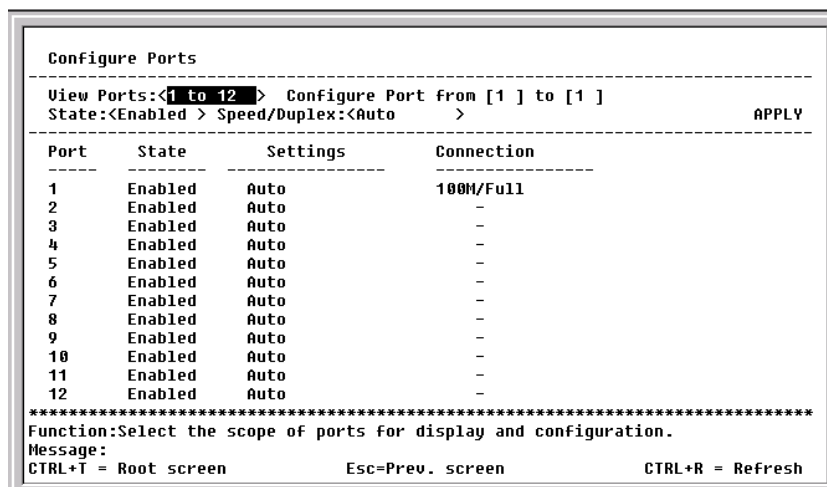 Configure Ports
--------------------------------------------------------------------------------
View Ports:<1 to 12  >  Configure Port from [1 ] to [1 ]
State:<Enabled > Speed/Duplex:<Auto       >                             APPLY
--------------------------------------------------------------------------------
Port    State       Settings         Connection
-----   --------  ----------------     ----------------
1       Enabled   Auto             100M/Full
2       Enabled   Auto                 -
3       Enabled   Auto                 -
4       Enabled   Auto                 -
5       Enabled   Auto                 -
6       Enabled   Auto                 -
7       Enabled   Auto                 -
8       Enabled   Auto                 -
9       Enabled   Auto                 -
10      Enabled   Auto                 -
11      Enabled   Auto                 -
12      Enabled   Auto                 -
********************************************************************************
Function:Select the scope of ports for display and configuration.
Message:
CTRL+T = Root screen            Esc=Prev. screen              CTRL+R = Refresh